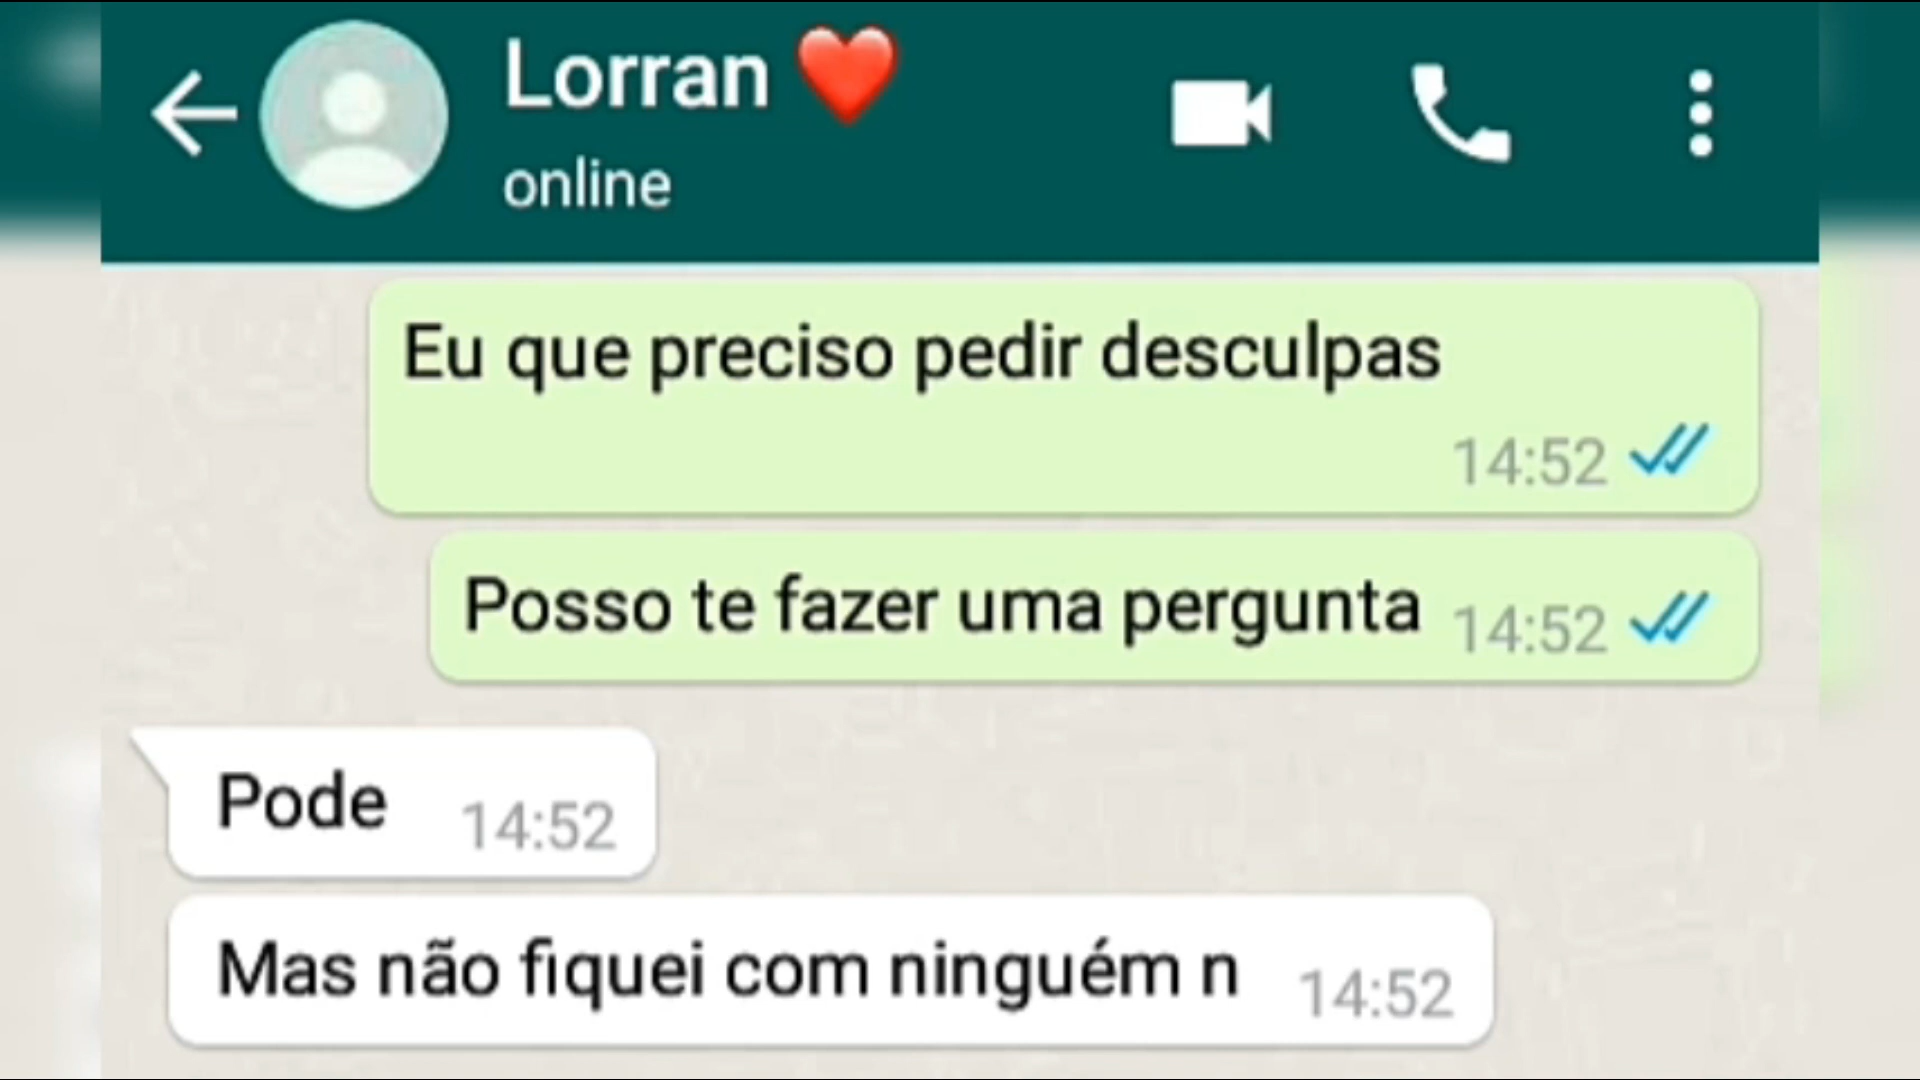 Lorran ❤️
online
Eu que preciso pedir desculpas
14:52
Posso te fazer uma pergunta 14:52
Pode 14:52
Mas não fiquei com ninguém n 14:52